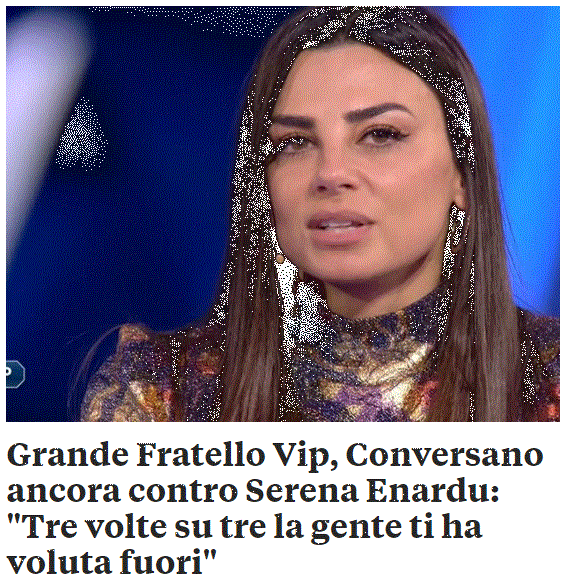 Grande Fratello Vip, Conversano
ancora contro Serena Enardu:
"Tre volte su tre la gente ti ha
voluta fuori"